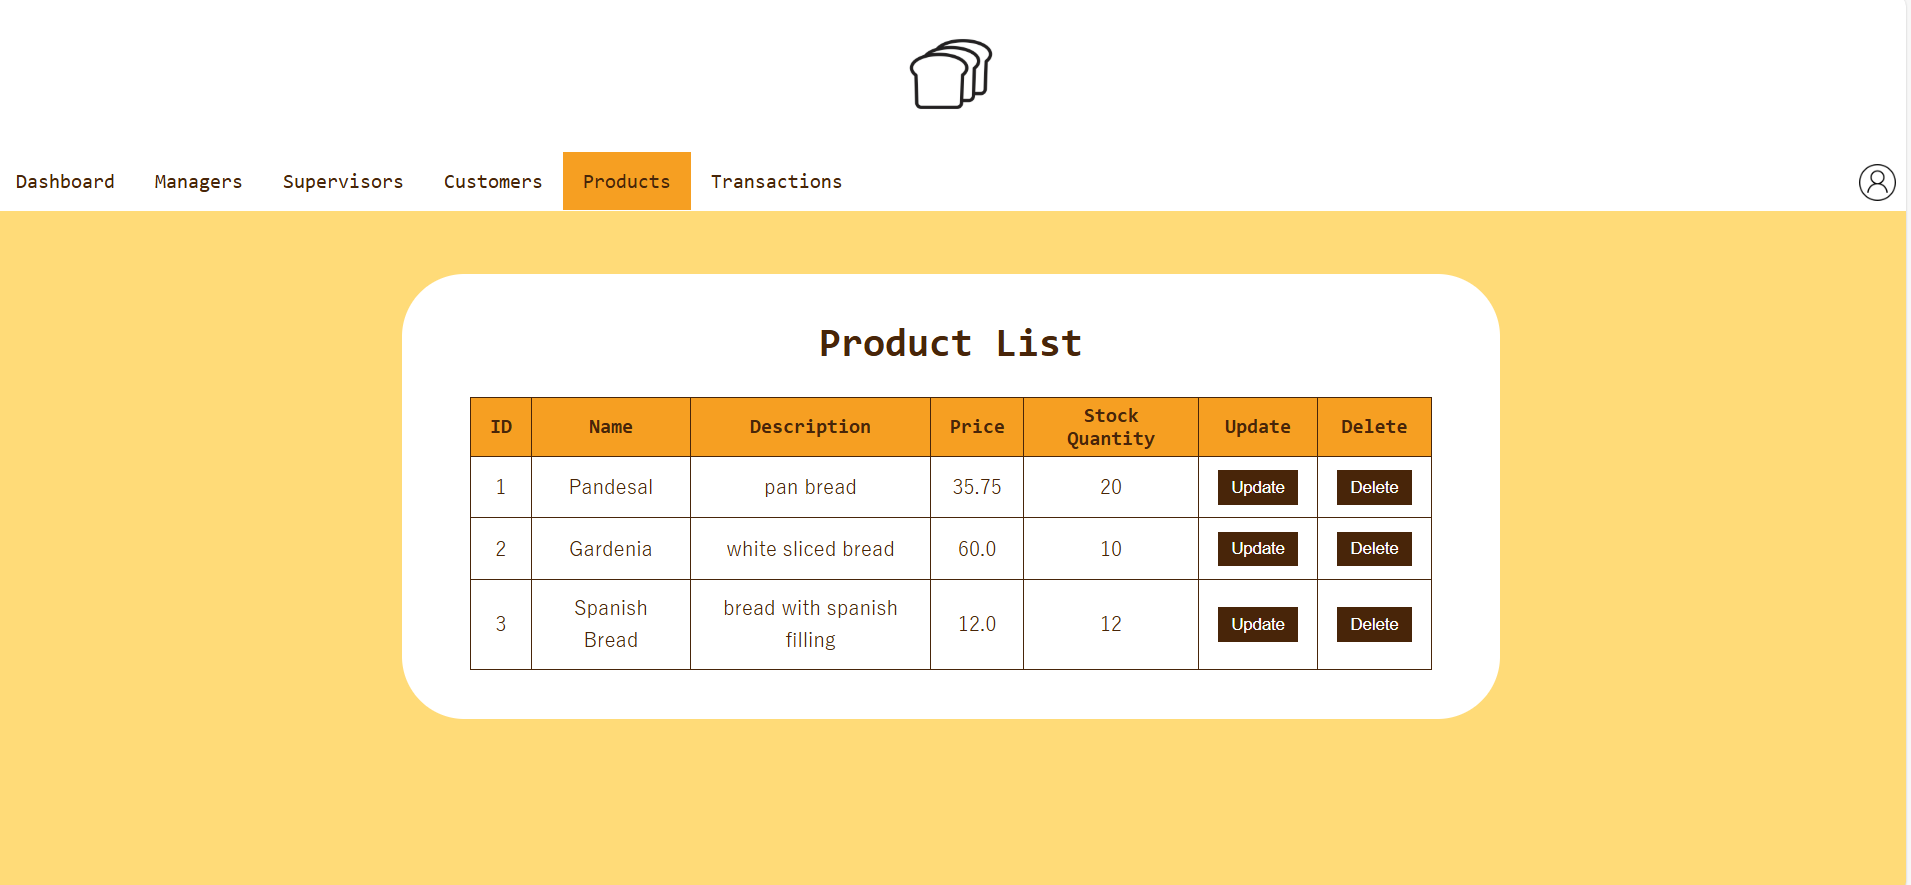 Dashboard Managers Supervisors Customers Products Transactions
Product List
ID Name Description Price Stock Quantity Update Delete
1 Pandesal pan bread 35.75 20 Update Delete
2 Gardenia white sliced bread 60.0 10 Update Delete
3 Spanish Bread bread with spanish filling 12.0 12 Update Delete